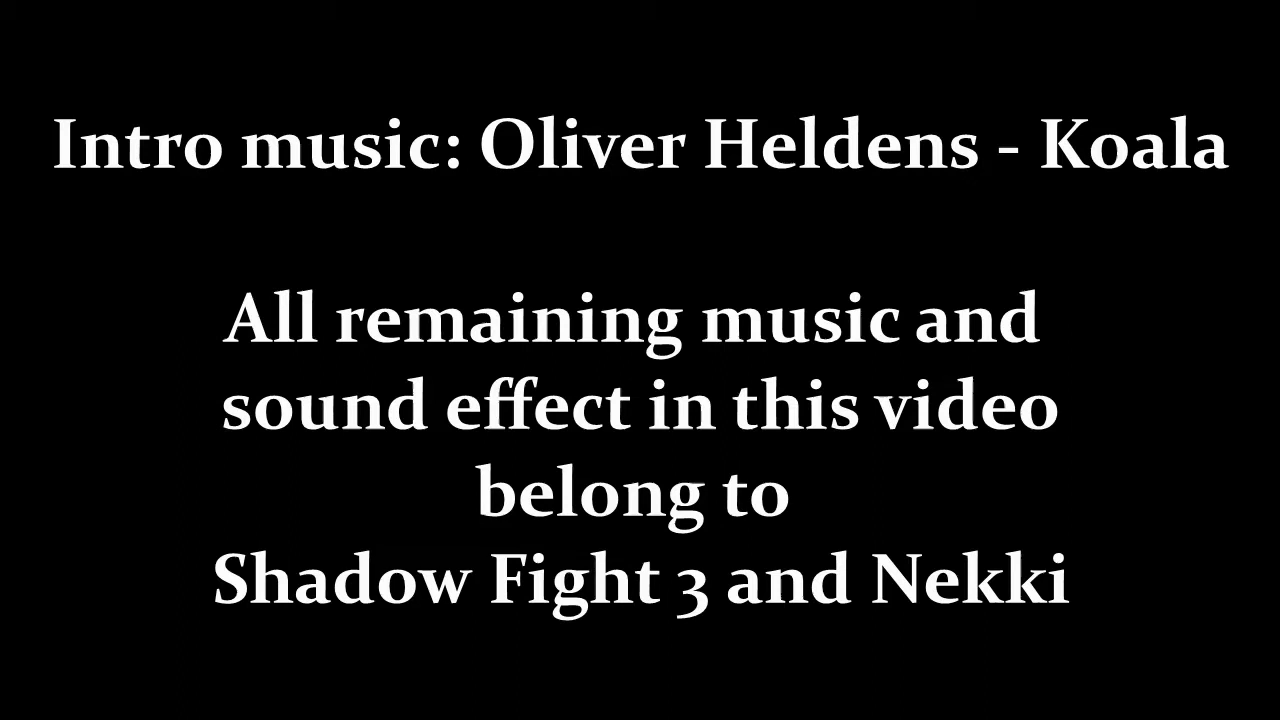 Intro music: Oliver Heldens - Koala
All remaining music and
sound effect in this video
belong to
Shadow Fight 3 and Nekki